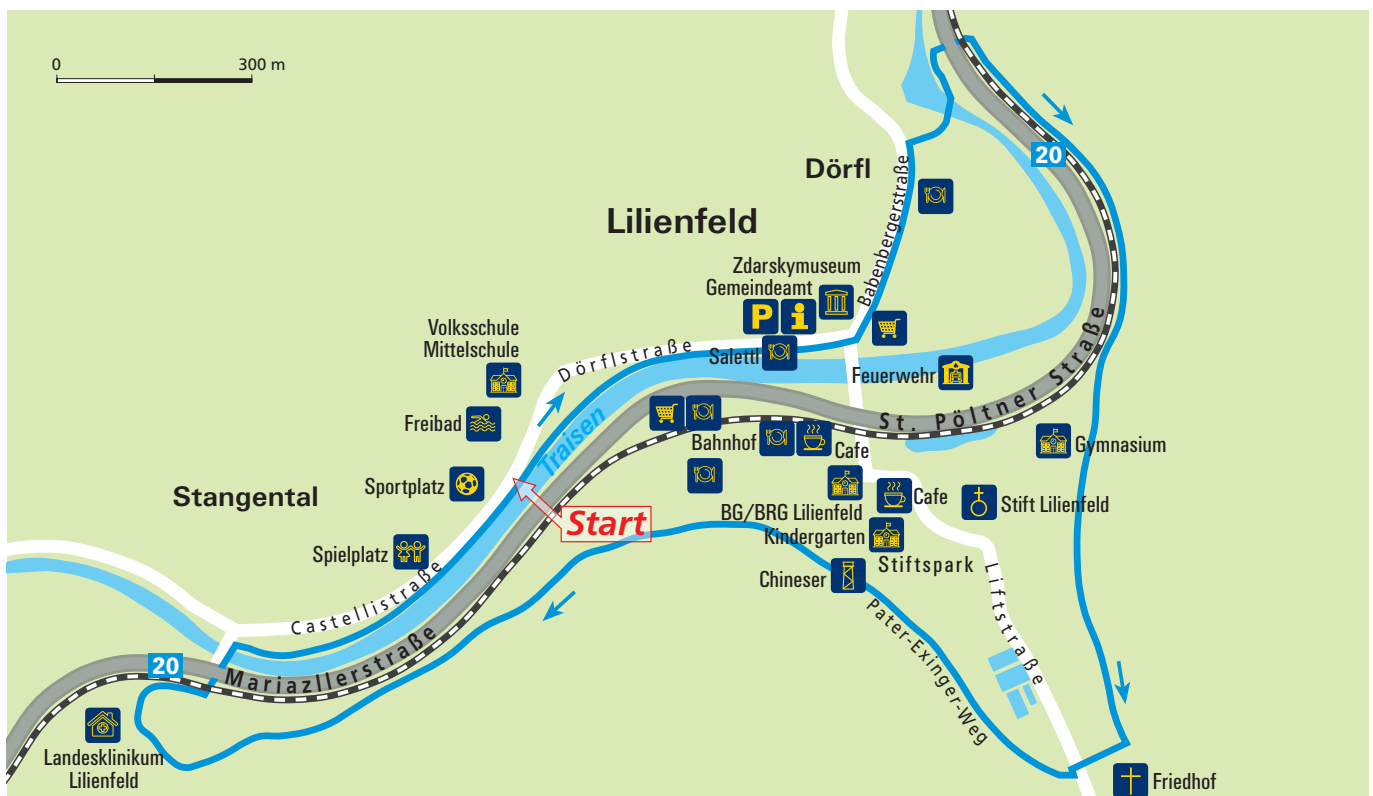 0 300 m
20
Dörfl
Babenbergerstraße
Lilienfeld
Zdarskymuseum
Gemeindeamt
P i
Volksschule
Mittelschule
Dörflstraße
Salettl
Feuerwehr
St. Pöltner Straße
Freibad
Traisen
Bahnhof
Cafe
Gymnasium
Sportplatz
Stangental
Start
BG/BRG Lilienfeld
Cafe
Stift Lilienfeld
Kindergarten
Stiftspark
Spielplatz
Chineser
Liftstraße
Castellistraße
Pater-Exinger-Weg
20
Mariazllerstraße
Landesklinikum
Lilienfeld
Friedhof